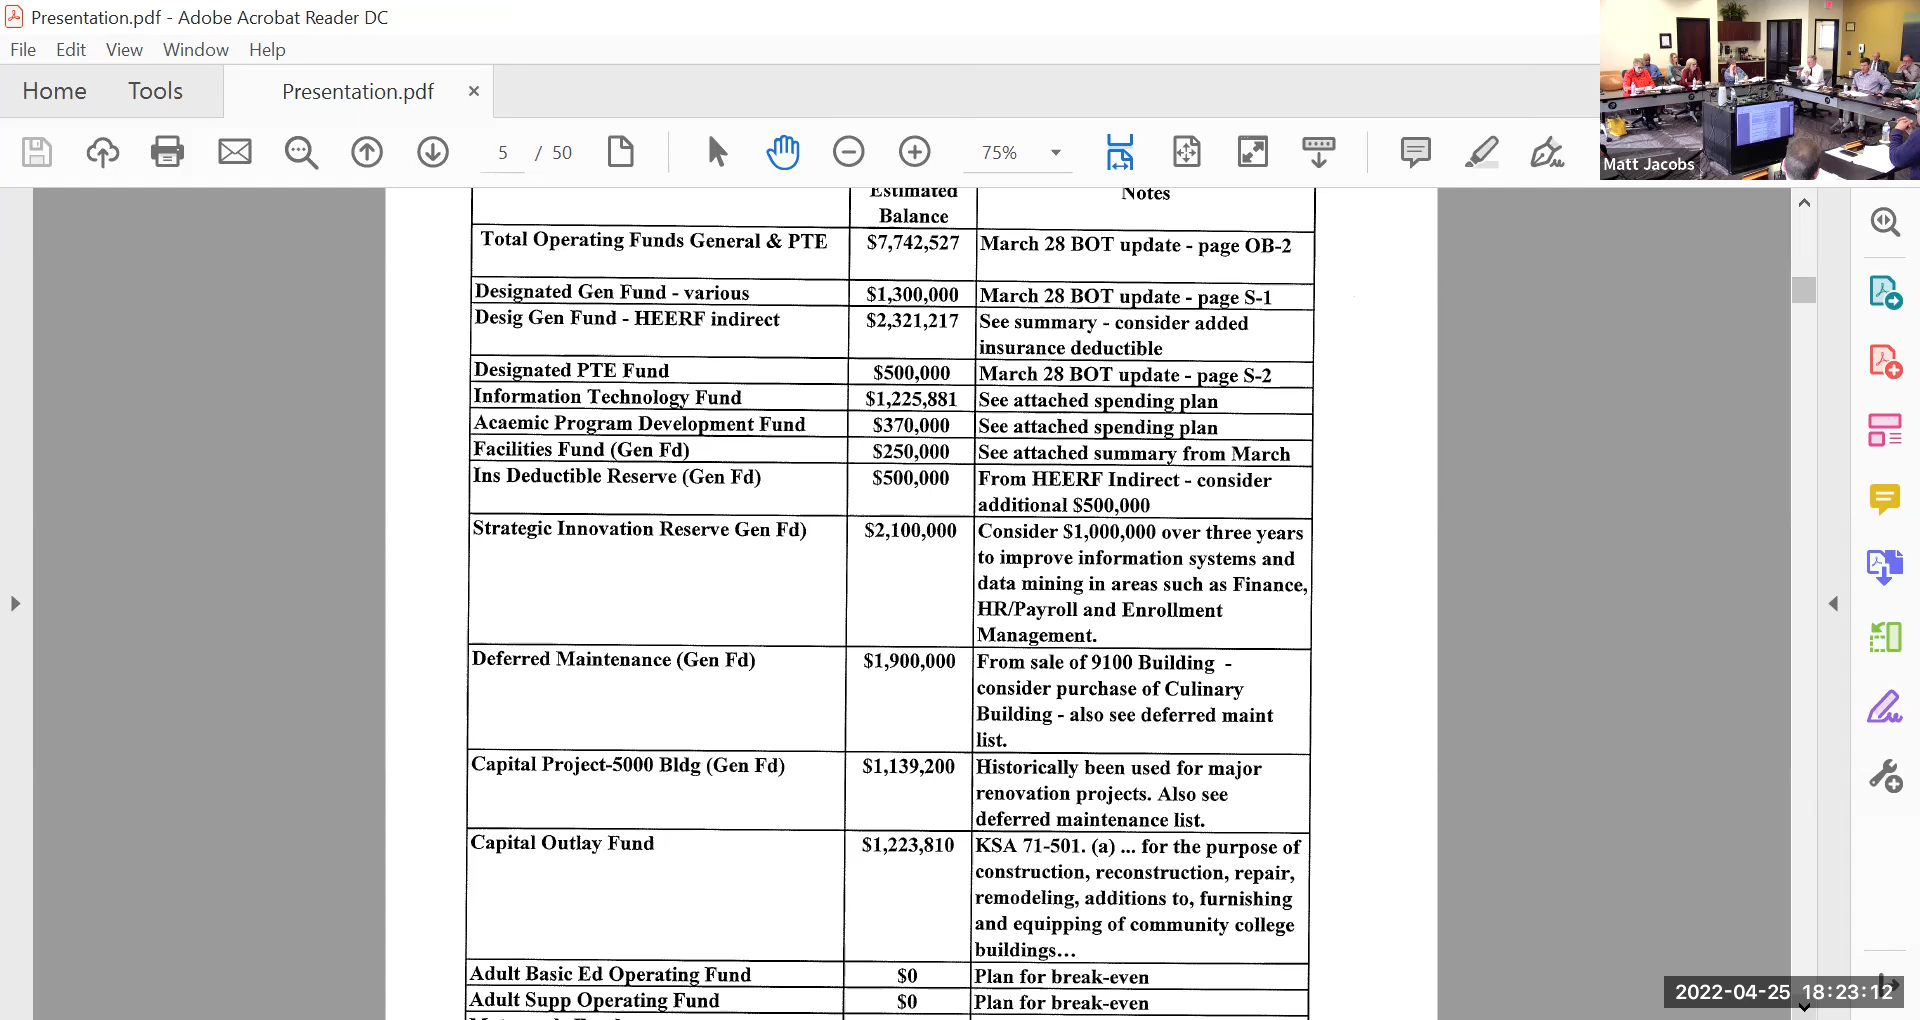 Presentation.pdf - Adobe Acrobat Reader DC
File Edit View Window Help
Home Tools Presentation.pdf ×
5 / 50 75%
Matt Jacobs
Estimated
Balance
Notes
Total Operating Funds General & PTE $7,742,527 March 28 BOT update - page OB-2
Designated Gen Fund - various $1,300,000 March 28 BOT update - page S-1
Desig Gen Fund - HEERF indirect $2,321,217 See summary - consider added
insurance deductible
Designated PTE Fund $500,000 March 28 BOT update - page S-2
Information Technology Fund $1,225,881 See attached spending plan
Acaemic Program Development Fund $370,000 See attached spending plan
Facilities Fund (Gen Fd) $250,000 See attached summary from March
Ins Deductible Reserve (Gen Fd) $500,000 From HEERF Indirect - consider
additional $500,000
Strategic Innovation Reserve Gen Fd) $2,100,000 Consider $1,000,000 over three years
to improve information systems and
data mining in areas such as Finance,
HR/Payroll and Enrollment
Management.
Deferred Maintenance (Gen Fd) $1,900,000 From sale of 9100 Building -
consider purchase of Culinary
Building - also see deferred maint
list.
Capital Project-5000 Bldg (Gen Fd) $1,139,200 Historically been used for major
renovation projects. Also see
deferred maintenance list.
Capital Outlay Fund $1,223,810 KSA 71-501. (a) ... for the purpose of
construction, reconstruction, repair,
remodeling, additions to, furnishing
and equipping of community college
buildings...
Adult Basic Ed Operating Fund $0 Plan for break-even
Adult Supp Operating Fund $0 Plan for break-even
2022-04-25 18:23:12